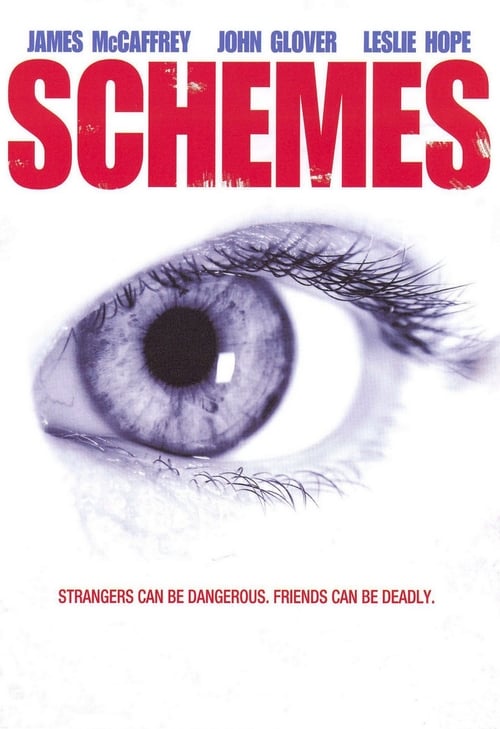 JAMES McCAFFREY JOHN GLOVER LESLIE HOPE
SCHEMES
STRANGERS CAN BE DANGEROUS. FRIENDS CAN BE DEADLY.